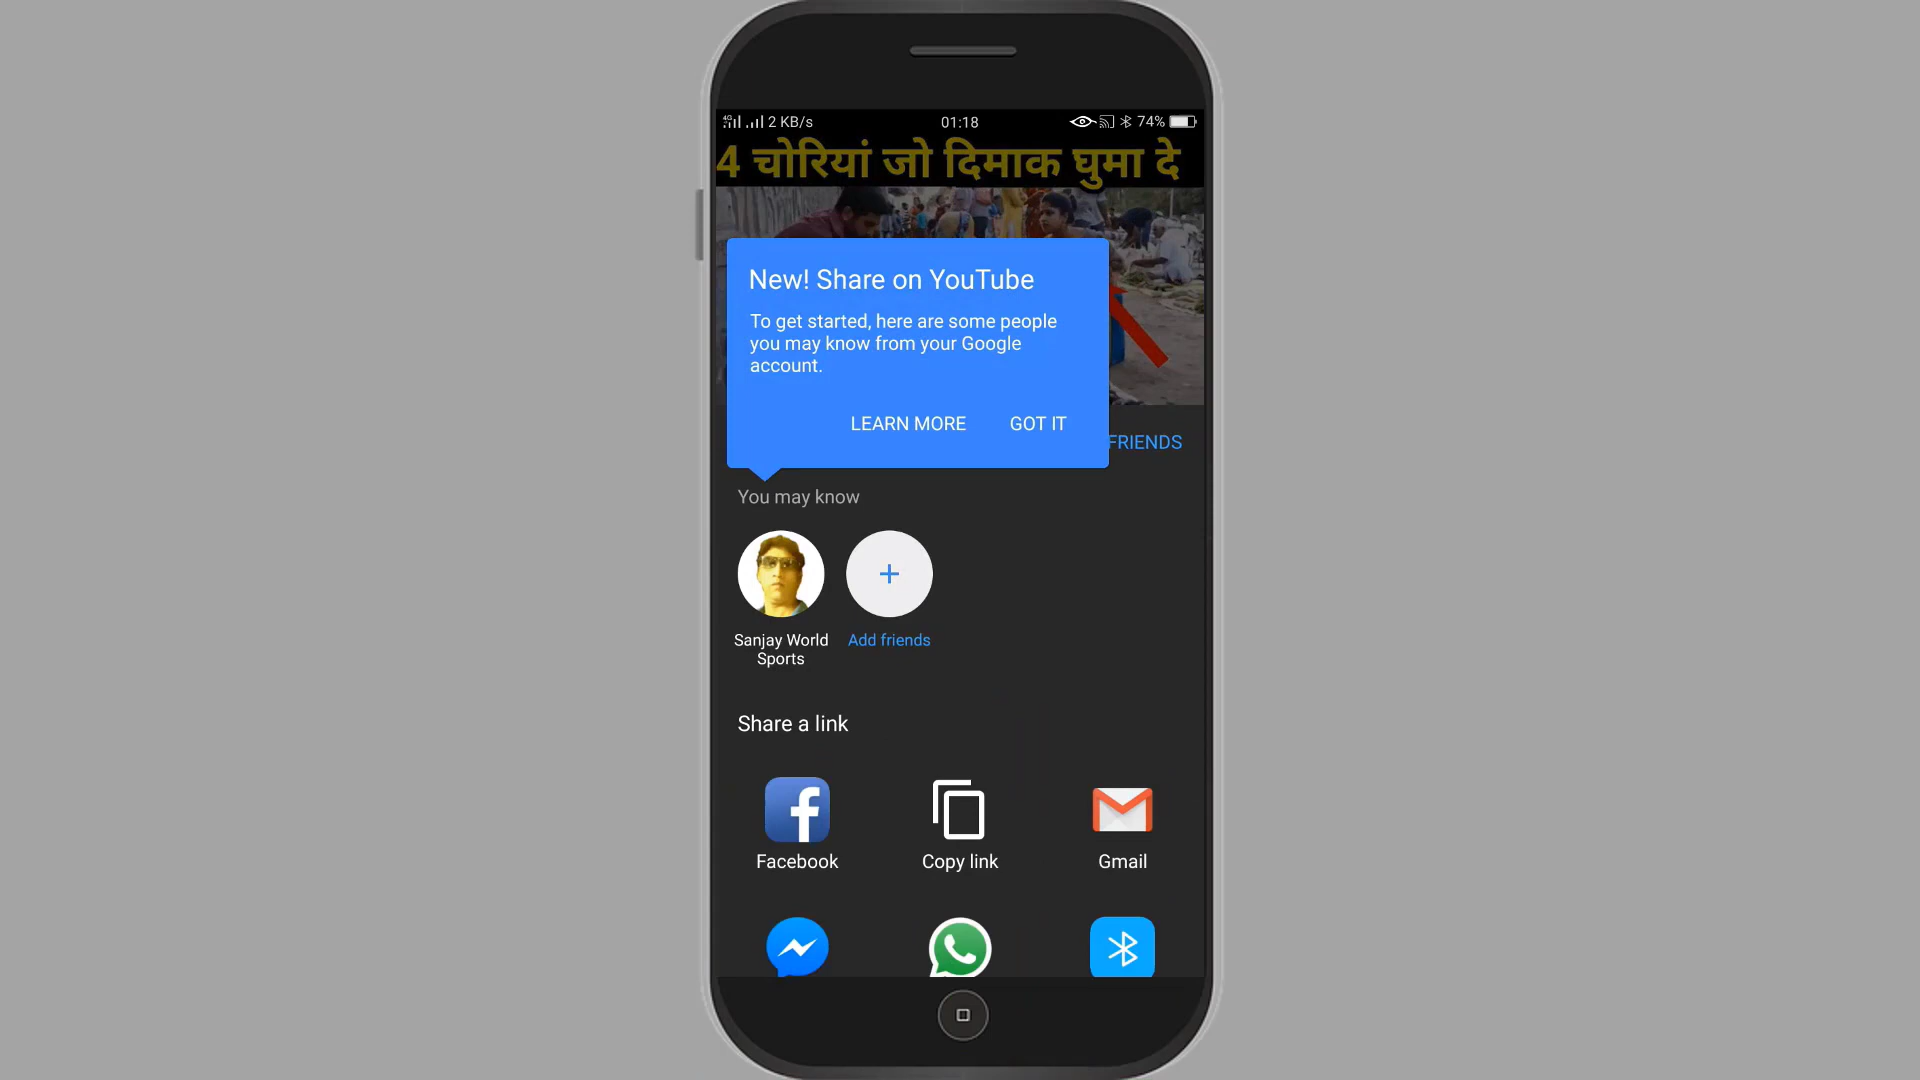 2 KB/s 01:18 74%
4 चोरियां जो दिमाक घुमा दे
New! Share on YouTube
To get started, here are some people
you may know from your Google
account.
LEARN MORE GOT IT
FRIENDS
You may know
Sanjay World
Sports
Add friends
Share a link
Facebook
Copy link
Gmail